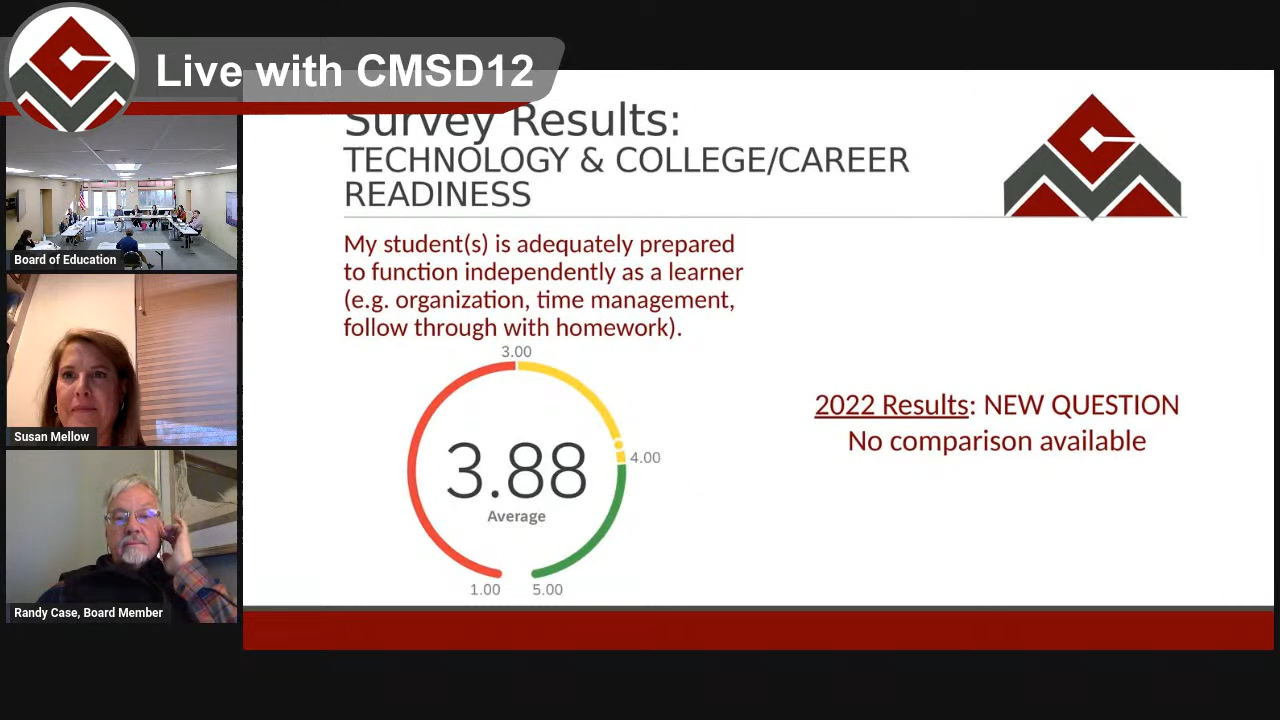 Live with CMSD12
Survey Results:
TECHNOLOGY & COLLEGE/CAREER
READINESS
My student(s) is adequately prepared
to function independently as a learner
(e.g. organization, time management,
follow through with homework).
3.00
3.88
Average
4.00
1.00
5.00
2022 Results: NEW QUESTION
No comparison available
Board of Education
Susan Mellow
Randy Case, Board Member